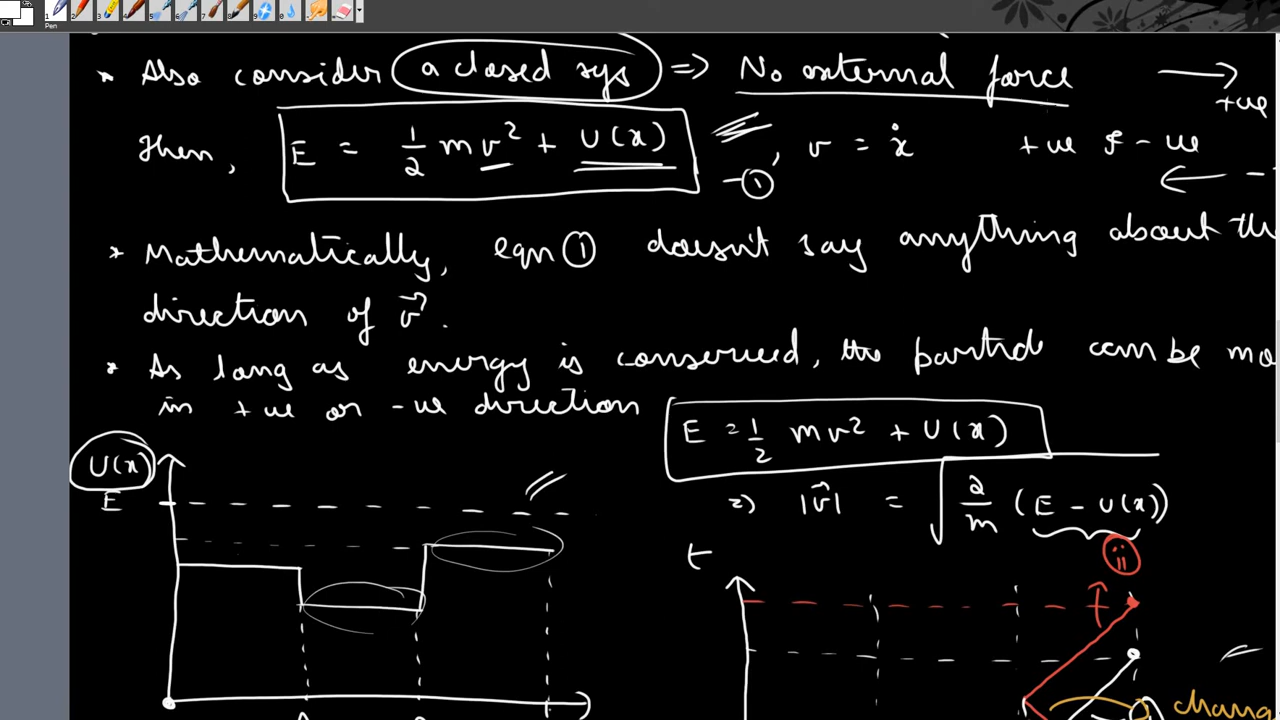 * Also consider a closed sys => No external force
+ve
Then, E = 1/2 mv² + U(x) -①, v = ẋ +ve & -ve
* Mathematically, eqn ① doesn't say anything about the
direction of v⃗.
* As long as energy is conserved, the particle can be mo
in +ve or -ve direction
E = 1/2 mv² + U(x)
U(x)
E
=) |v⃗| = √(2/m (E - U(x)))
t
ii